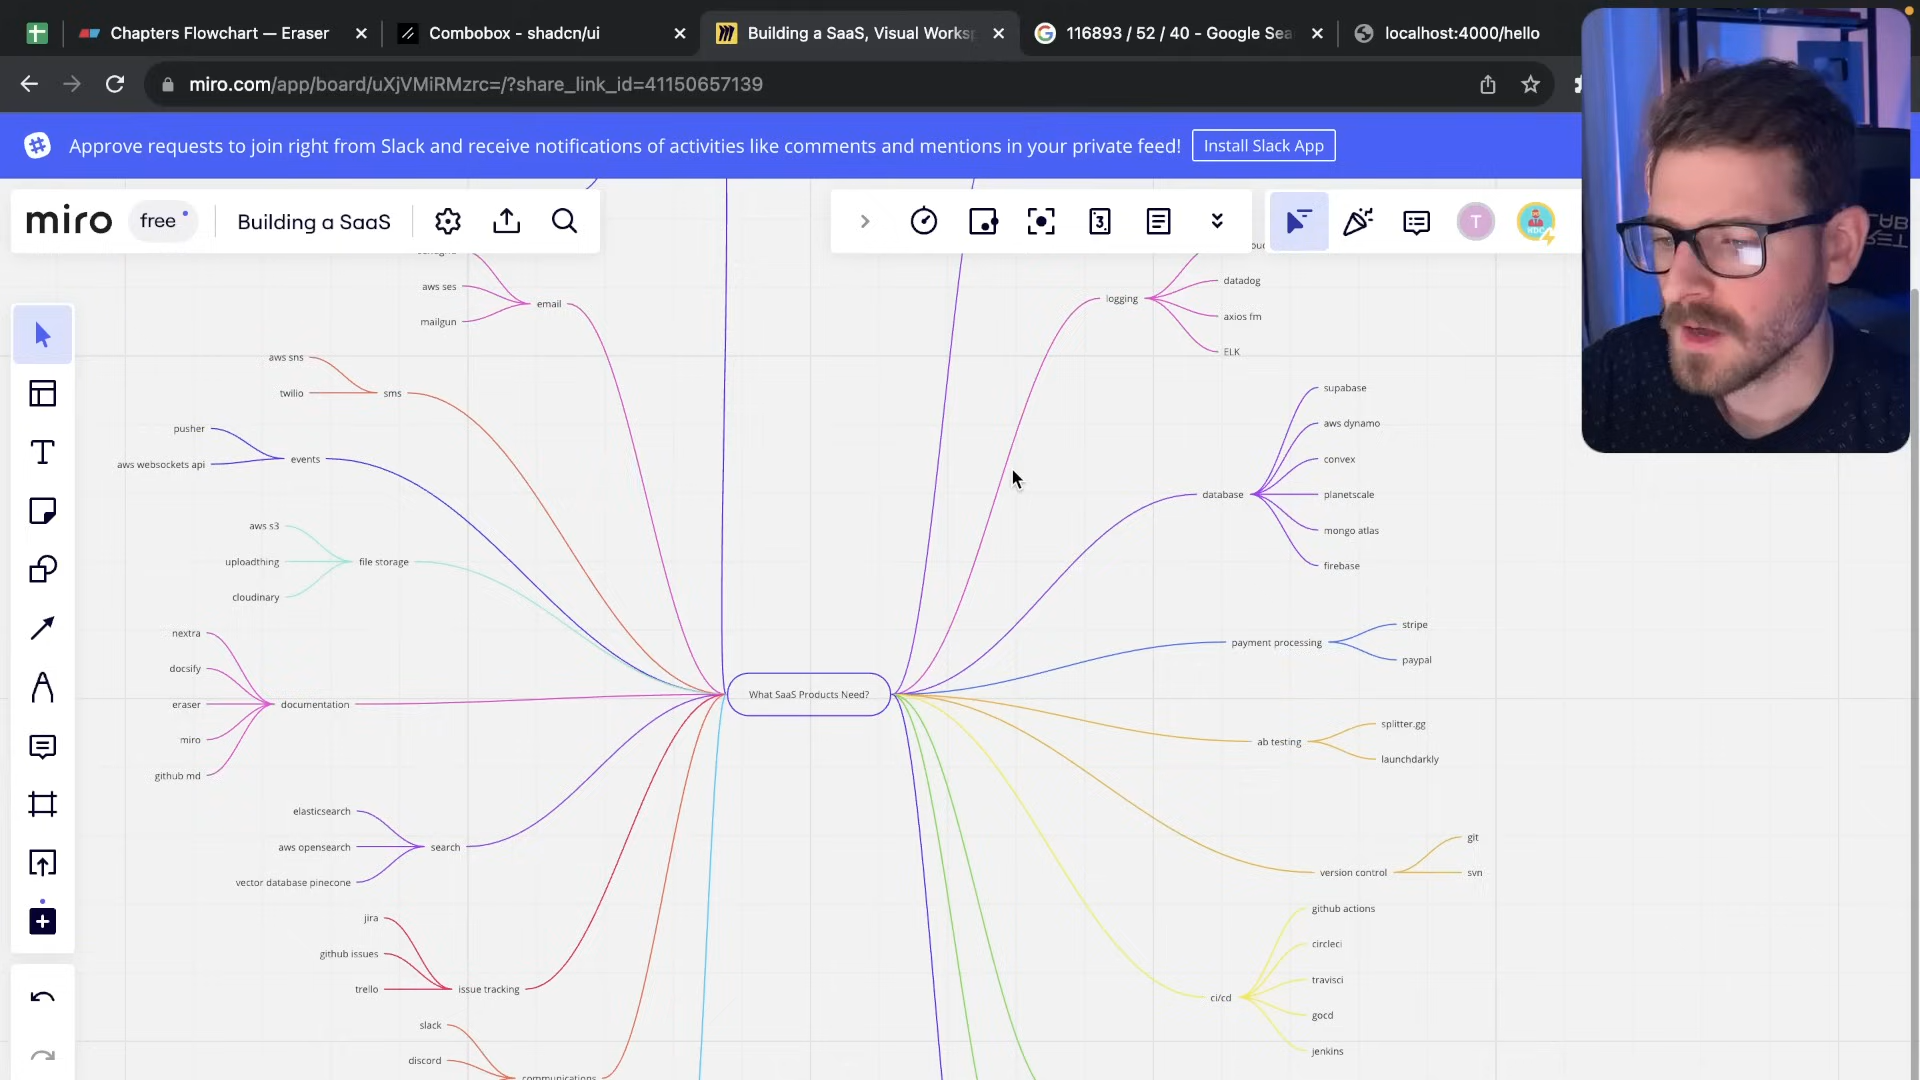 Chapters Flowchart — Eraser
Combobox - shadcn/ui
Building a SaaS, Visual Works
116893 / 52 / 40 - Google Sea
localhost:4000/hello
miro.com/app/board/uXjVMiRMzrc=/?share_link_id=41150657139
Approve requests to join right from Slack and receive notifications of activities like comments and mentions in your private feed!
Install Slack App
miro
free
Building a SaaS
3
T
aws ses
mailgun
email
aws sns
twilio
sms
pusher
aws websockets api
events
aws s3
uploadthing
cloudinary
file storage
nextra
docsify
eraser
miro
github md
documentation
elasticsearch
aws opensearch
vector database pinecone
search
jira
github issues
trello
issue tracking
slack
discord
communications
What SaaS Products Need?
logging
datadog
axios fm
ELK
database
supabase
aws dynamo
convex
planetscale
mongo atlas
firebase
payment processing
stripe
paypal
ab testing
splitter.gg
launchdarkly
version control
git
svn
ci/cd
github actions
circleci
travisci
gocd
jenkins